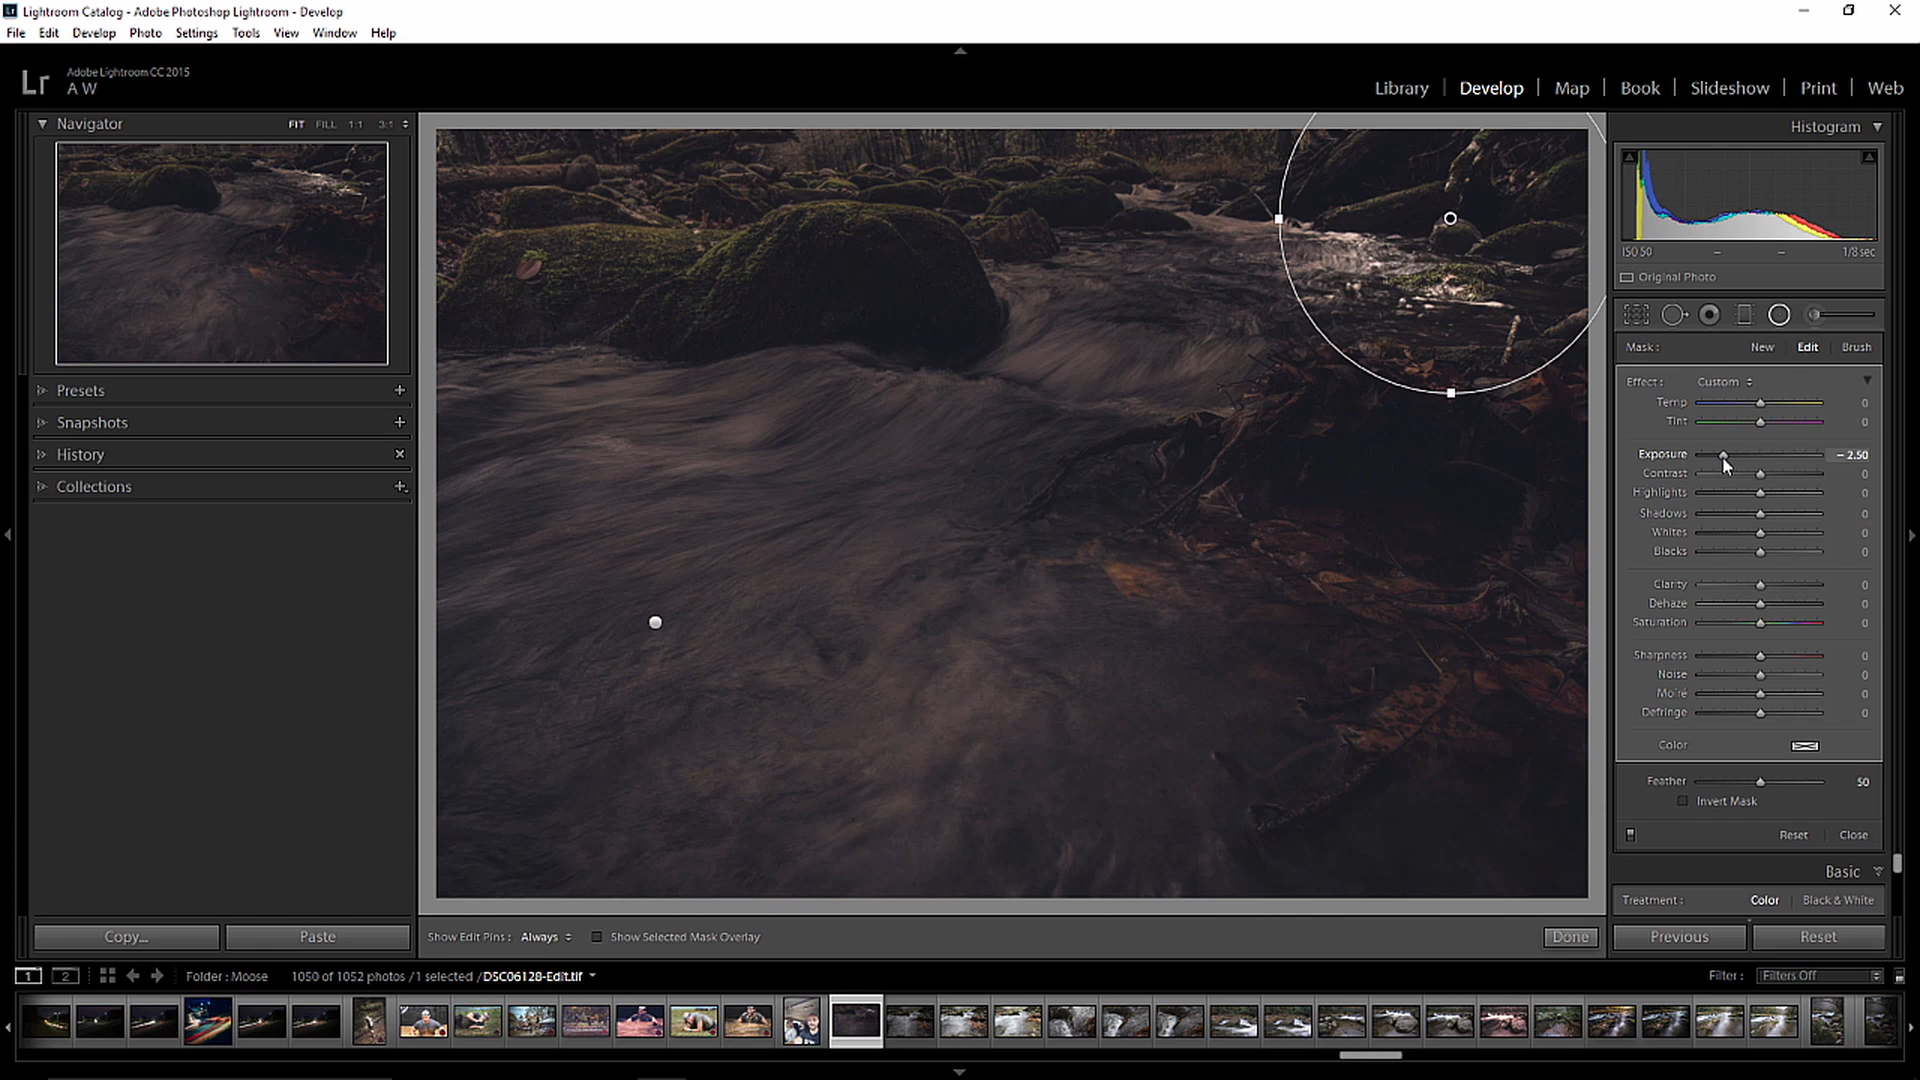 Lightroom Catalog - Adobe Photoshop Lightroom - Develop
File Edit Develop Photo Settings Tools View Window Help
Lr Adobe Lightroom CC 2015
A W
Library | Develop | Map | Book | Slideshow | Print | Web
Navigator FIT FILL 1:1 3:1
Histogram
ISO 50 – – 1/8 sec
Original Photo
Mask : New Edit Brush
Effect : Custom
Temp 0
Tint 0
Exposure – 2.50
Contrast 0
Highlights 0
Shadows 0
Whites 0
Blacks 0
Clarity 0
Dehaze 0
Saturation 0
Sharpness 0
Noise 0
Moiré 0
Defringe 0
Color
Feather 50
Invert Mask
Reset Close
Basic
Treatment : Color Black & White
Previous Reset
Presets +
Snapshots +
History ×
Collections +
Copy... Paste
Show Edit Pins : Always Show Selected Mask Overlay Done
1 2 Folder : Moose 1050 of 1052 photos / 1 selected / DSC06128-Edit.tif Filter : Filters Off